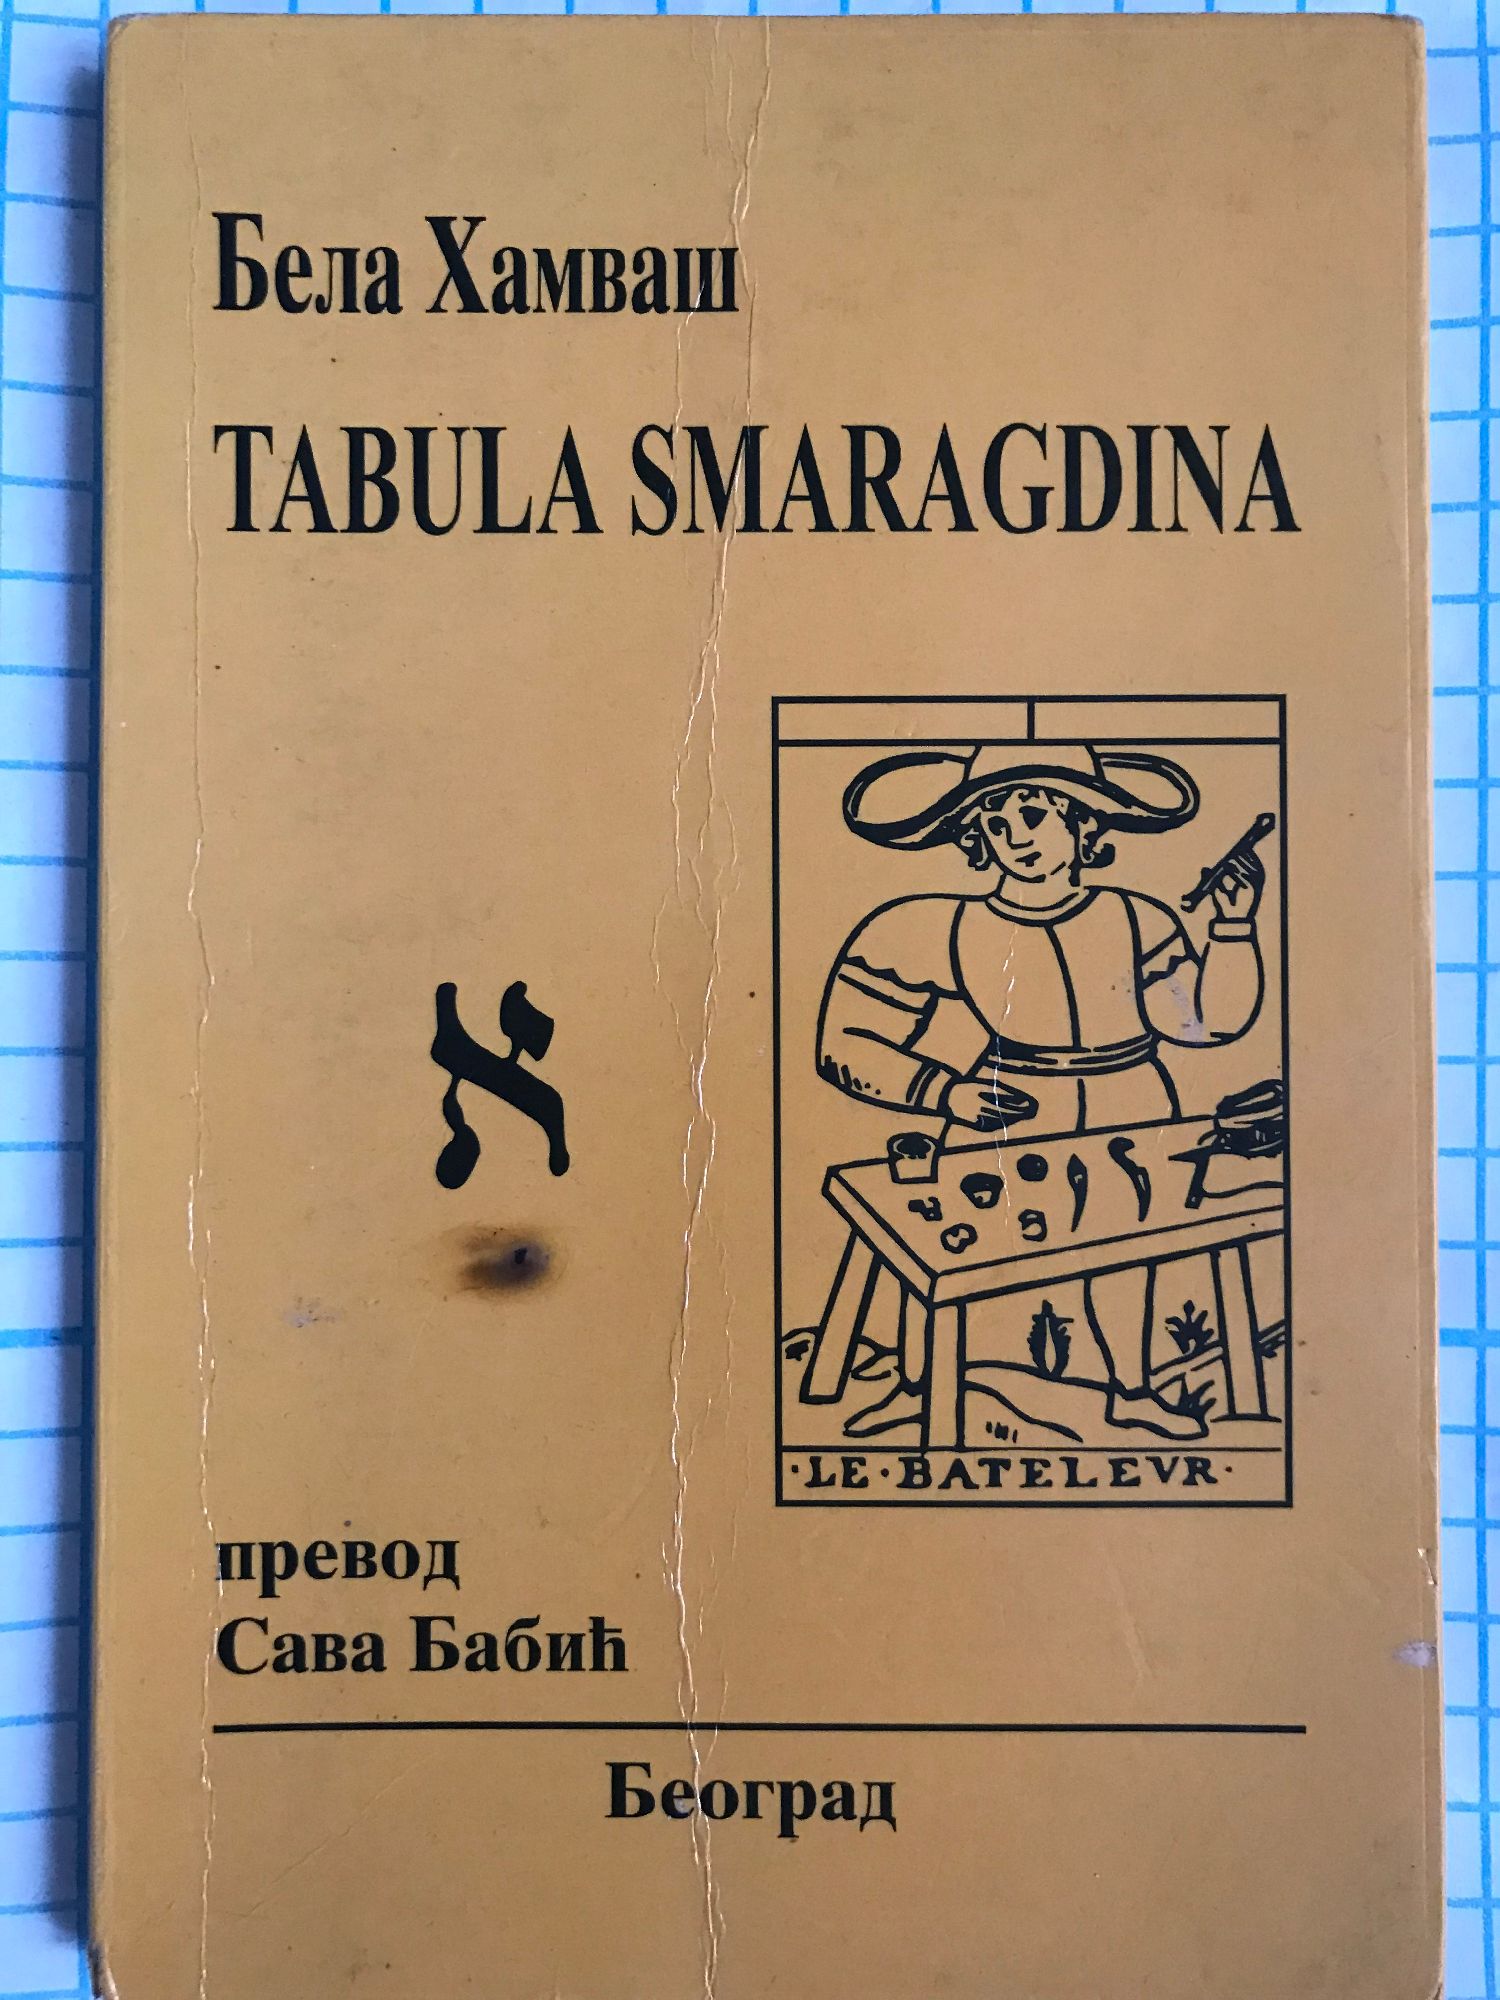 Бела Хамваш
TABULA SMARAGDINA
א
·LE·BATELEVR·
превод
Сава Бабић
Београд